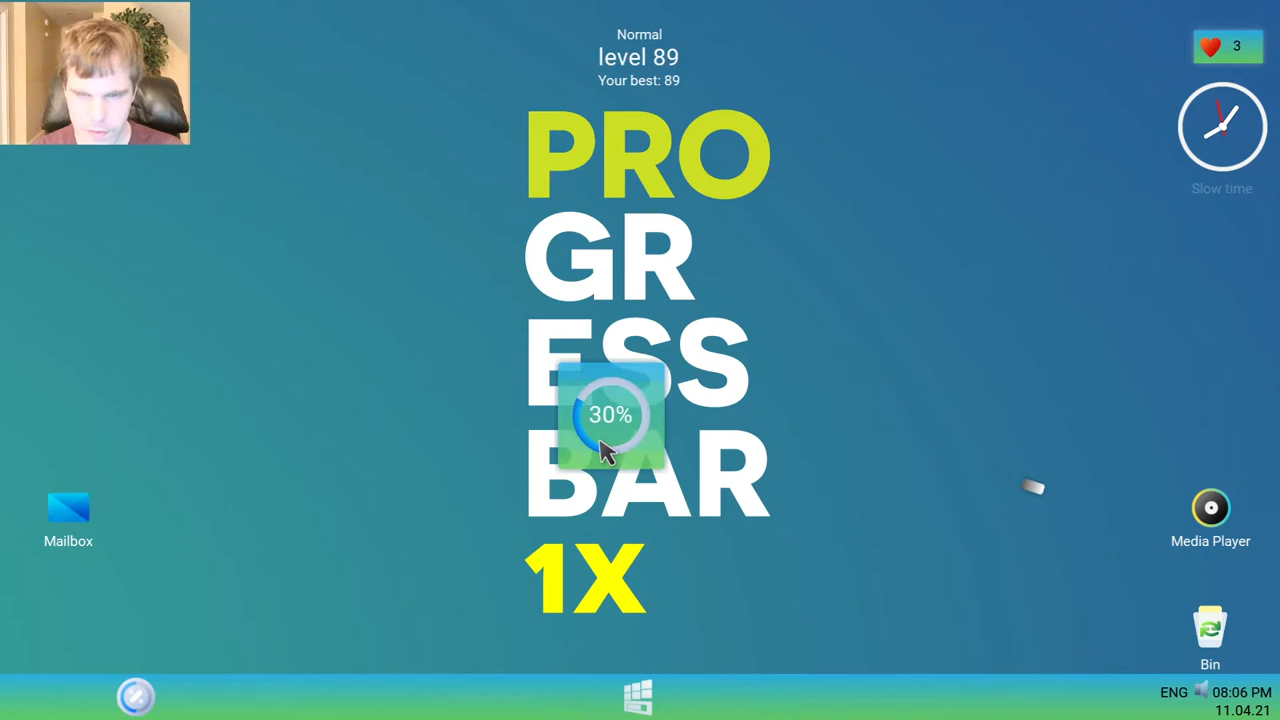 Normal
level 89
Your best: 89
3
Slow time
PRO
GR
ESS
BAR
1X
30%
Mailbox
Media Player
Bin
ENG 08:06 PM
11.04.21